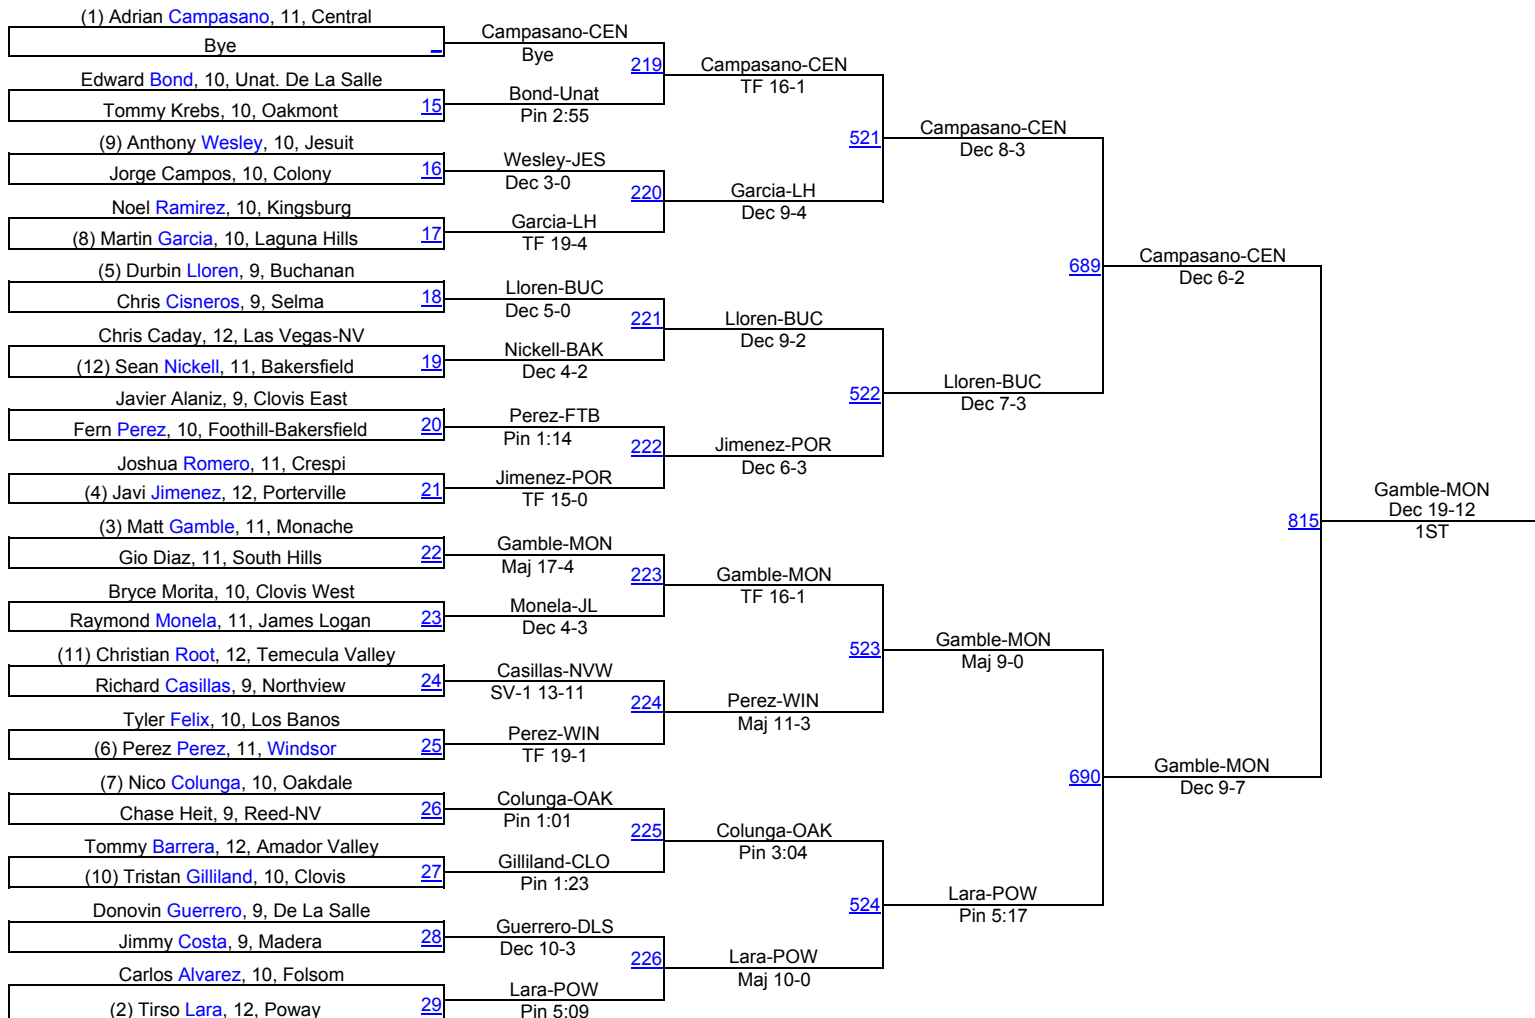 (1) Adrian Campasano, 11, Central
Bye
Edward Bond, 10, Unat. De La Salle
Tommy Krebs, 10, Oakmont
15
(9) Anthony Wesley, 10, Jesuit
Jorge Campos, 10, Colony
16
Noel Ramirez, 10, Kingsburg
(8) Martin Garcia, 10, Laguna Hills
17
(5) Durbin Lloren, 9, Buchanan
Chris Cisneros, 9, Selma
18
Chris Caday, 12, Las Vegas-NV
(12) Sean Nickell, 11, Bakersfield
19
Javier Alaniz, 9, Clovis East
Fern Perez, 10, Foothill-Bakersfield
20
Joshua Romero, 11, Crespi
(4) Javi Jimenez, 12, Porterville
21
(3) Matt Gamble, 11, Monache
Gio Diaz, 11, South Hills
22
Bryce Morita, 10, Clovis West
Raymond Monela, 11, James Logan
23
(11) Christian Root, 12, Temecula Valley
Richard Casillas, 9, Northview
24
Tyler Felix, 10, Los Banos
(6) Perez Perez, 11, Windsor
25
(7) Nico Colunga, 10, Oakdale
Chase Heit, 9, Reed-NV
26
Tommy Barrera, 12, Amador Valley
(10) Tristan Gilliland, 10, Clovis
27
Donovin Guerrero, 9, De La Salle
Jimmy Costa, 9, Madera
28
Carlos Alvarez, 10, Folsom
(2) Tirso Lara, 12, Poway
29
Campasano-CEN
Bye
219
Bond-Unat
Pin 2:55
Wesley-JES
Dec 3-0
220
Garcia-LH
TF 19-4
Lloren-BUC
Dec 5-0
221
Nickell-BAK
Dec 4-2
Perez-FTB
Pin 1:14
222
Jimenez-POR
TF 15-0
Gamble-MON
Maj 17-4
223
Monela-JL
Dec 4-3
Casillas-NVW
SV-1 13-11
224
Perez-WIN
TF 19-1
Colunga-OAK
Pin 1:01
225
Gilliland-CLO
Pin 1:23
Guerrero-DLS
Dec 10-3
226
Lara-POW
Pin 5:09
Campasano-CEN
TF 16-1
521
Garcia-LH
Dec 9-4
Lloren-BUC
Dec 9-2
522
Jimenez-POR
Dec 6-3
Gamble-MON
TF 16-1
523
Perez-WIN
Maj 11-3
Colunga-OAK
Pin 3:04
524
Lara-POW
Maj 10-0
Campasano-CEN
Dec 8-3
689
Lloren-BUC
Dec 7-3
Gamble-MON
Maj 9-0
690
Lara-POW
Pin 5:17
Campasano-CEN
Dec 6-2
815
Gamble-MON
Dec 9-7
Gamble-MON
Dec 19-12
1ST